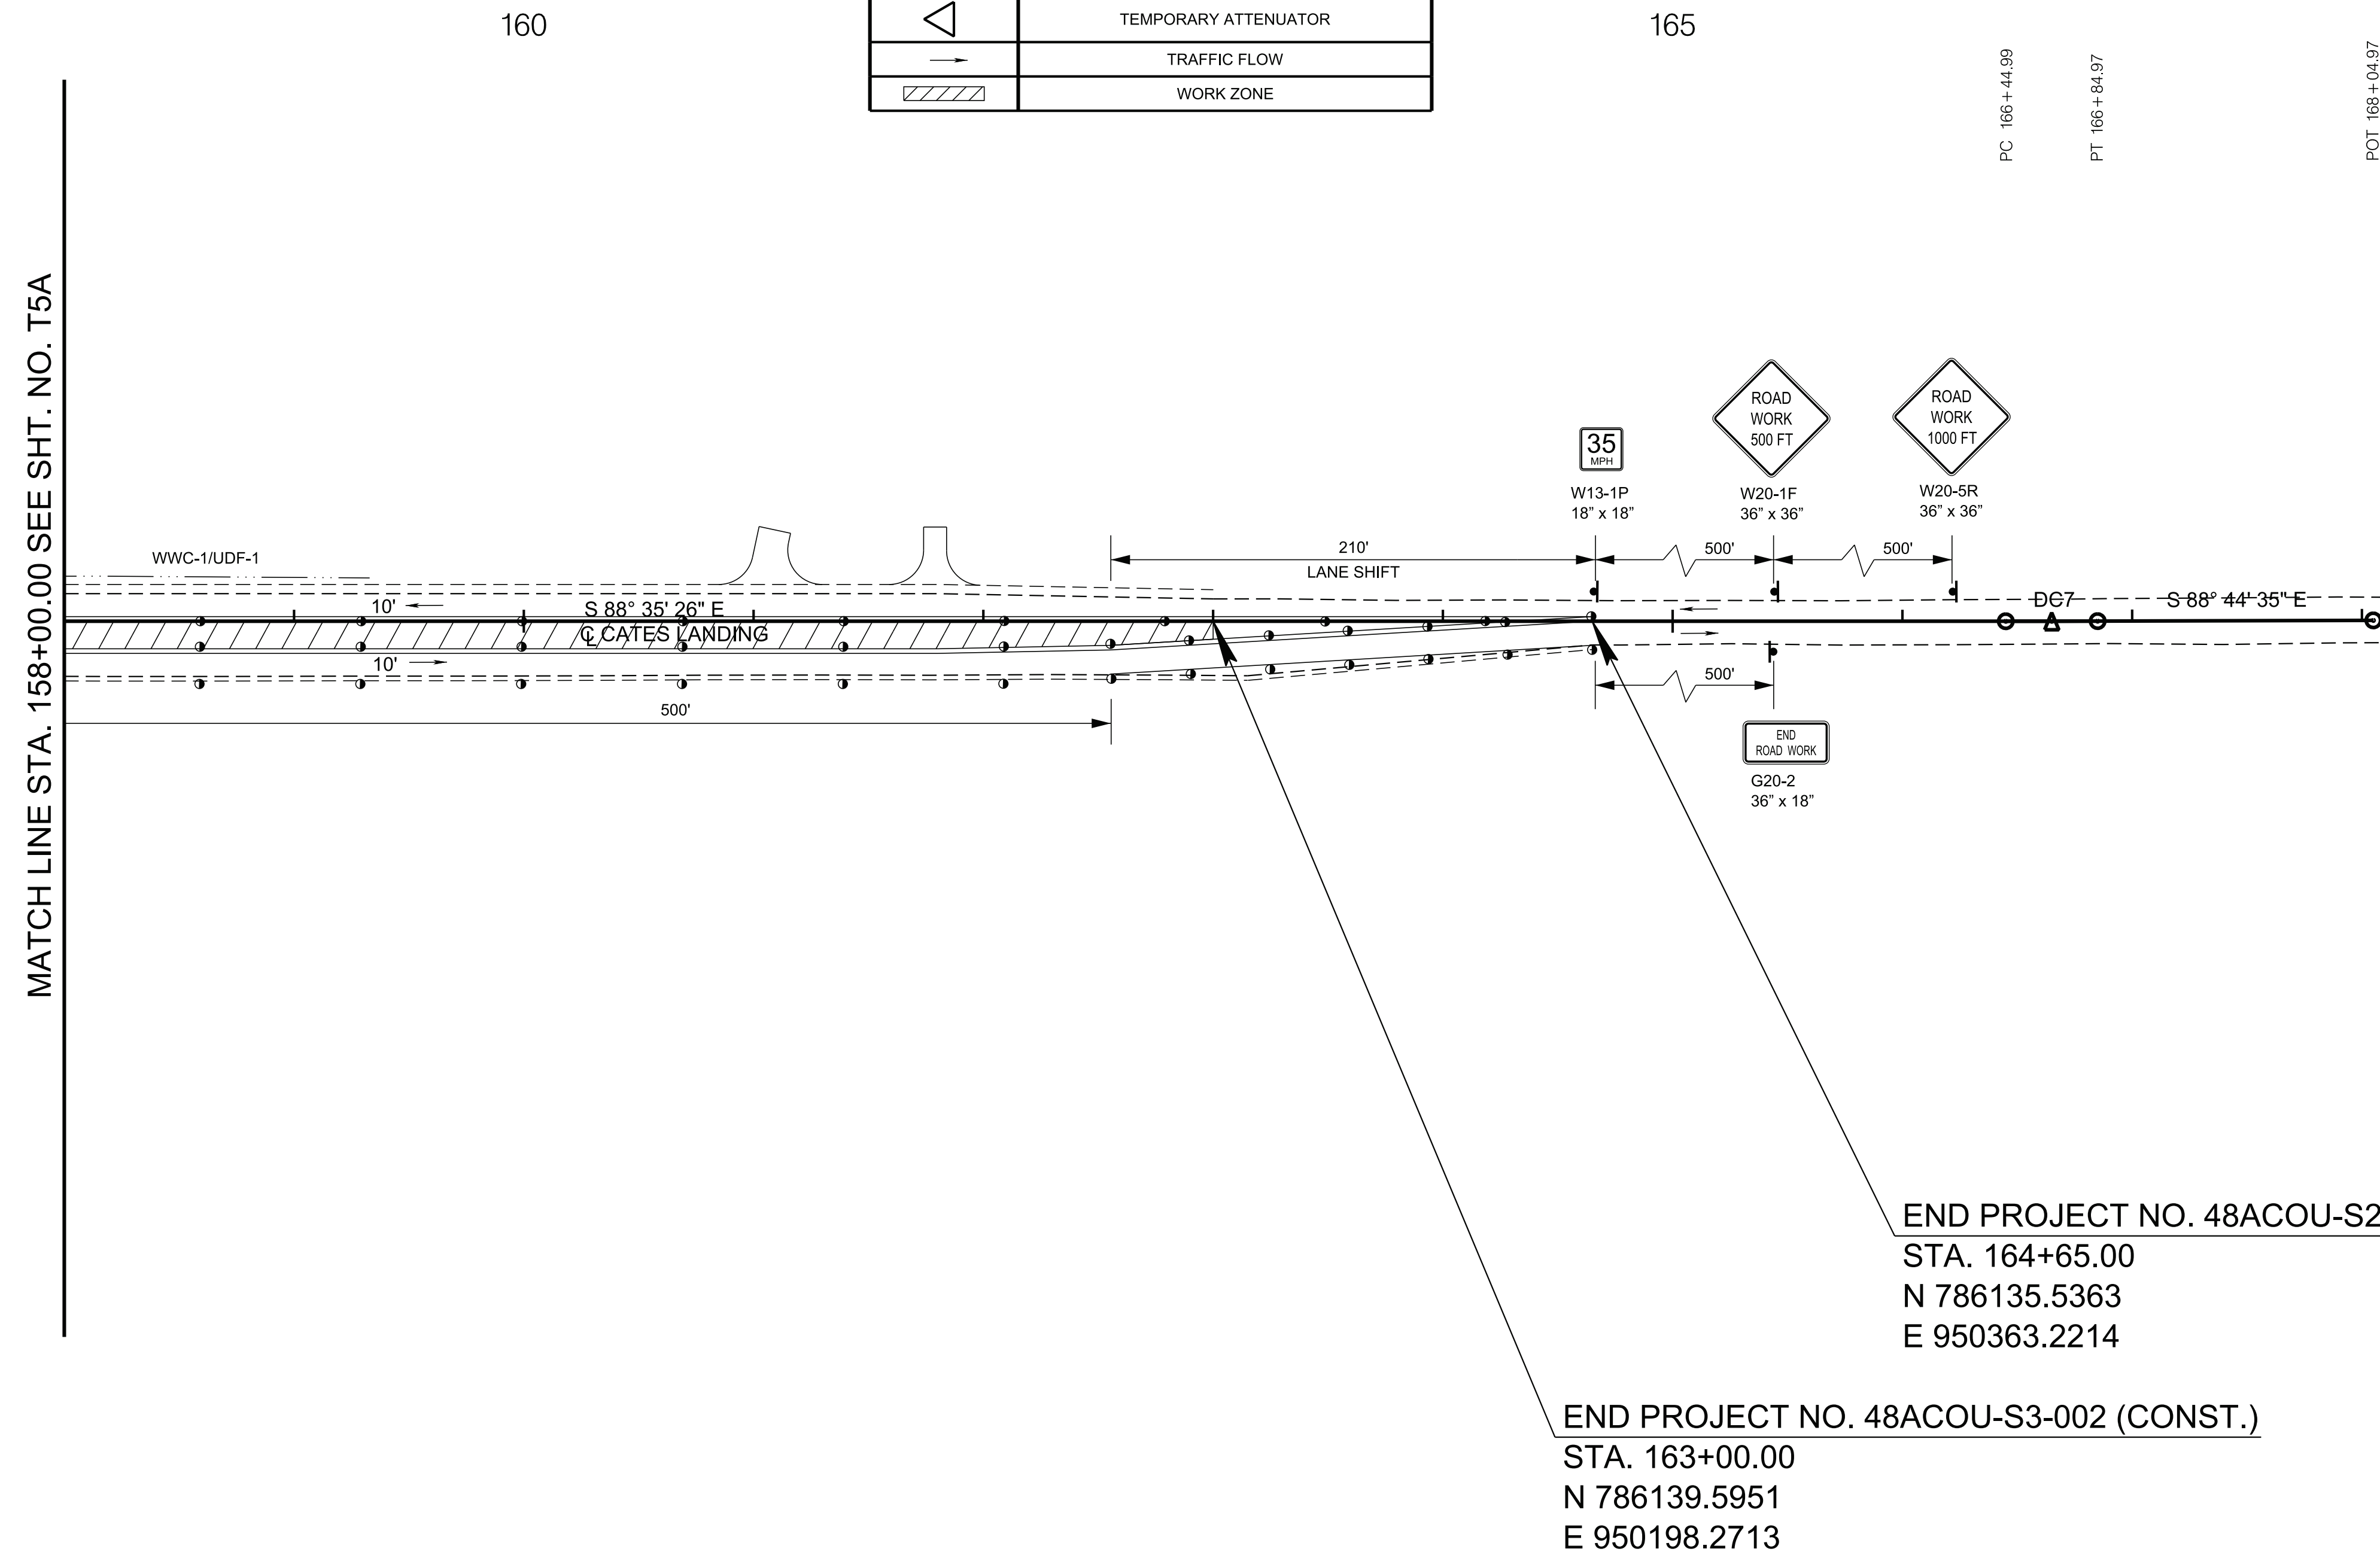 160
165
TEMPORARY ATTENUATOR
TRAFFIC FLOW
WORK ZONE
PC 166+44.99
PT 166+84.97
POT 168+04.97
MATCH LINE STA. 158+00.00 SEE SHT. NO. T5A
35
MPH
W13-1P
18” x 18”
ROAD
WORK
500 FT
W20-1F
36” x 36”
ROAD
WORK
1000 FT
W20-5R
36” x 36”
WWC-1/UDF-1
210'
LANE SHIFT
500'
500'
10'
S 88° 35' 26" E
CL CATES LANDING
10'
DC7
S 88° 44' 35" E
500'
500'
END
ROAD WORK
G20-2
36” x 18”
END PROJECT NO. 48ACOU-S2
STA. 164+65.00
N 786135.5363
E 950363.2214
END PROJECT NO. 48ACOU-S3-002 (CONST.)
STA. 163+00.00
N 786139.5951
E 950198.2713